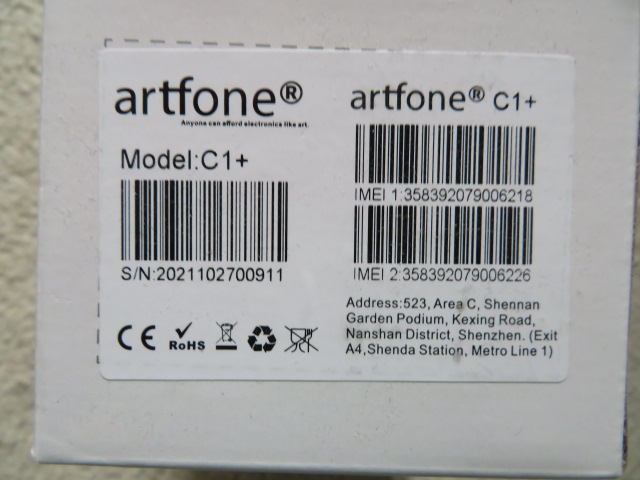 artfone®
Anyone can afford electronics like art.
Model:C1+
S/N:2021102700911
CE
RoHS
artfone® C1+
IMEI 1:358392079006218
IMEI 2:358392079006226
Address:523, Area C, Shennan
Garden Podium, Kexing Road,
Nanshan District, Shenzhen. (Exit
A4,Shenda Station, Metro Line 1)